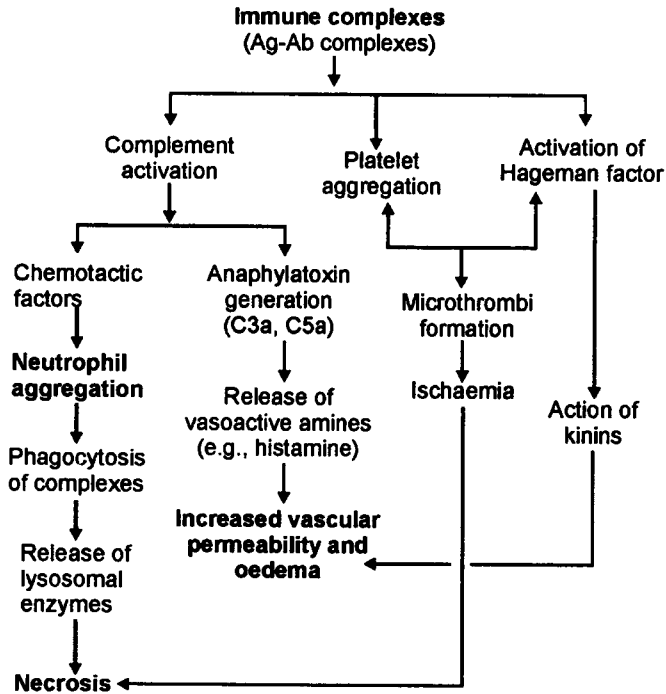 Immune complexes
(Ag-Ab complexes)
Complement
activation
Platelet
aggregation
Activation of
Hageman factor
Chemotactic
factors
Anaphylatoxin
generation
(C3a, C5a)
Microthrombi
formation
Neutrophil
aggregation
Release of
vasoactive amines
(e.g., histamine)
Ischaemia
Action of
kinins
Phagocytosis
of complexes
Increased vascular
permeability and
oedema
Release of
lysosomal
enzymes
Necrosis